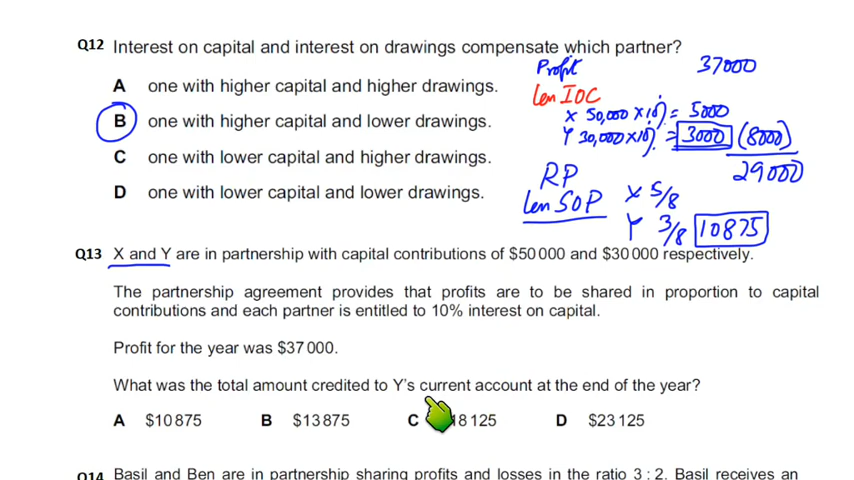 Q12 Interest on capital and interest on drawings compensate which partner?
A one with higher capital and higher drawings.
B one with higher capital and lower drawings.
C one with lower capital and higher drawings.
D one with lower capital and lower drawings.
Profit 37000
len IOC
X 50,000 × 10% = 5000
Y 30,000 × 10% = 3000 (8000)
29000
RP
len SOP X 5/8
Y 3/8 10875
Q13 X and Y are in partnership with capital contributions of $50 000 and $30 000 respectively.
The partnership agreement provides that profits are to be shared in proportion to capital
contributions and each partner is entitled to 10% interest on capital.
Profit for the year was $37 000.
What was the total amount credited to Y's current account at the end of the year?
A $10 875 B $13 875 C 8 125 D $23 125
Q14 Basil and Ben are in partnership sharing profits and losses in the ratio 3 : 2. Basil receives an